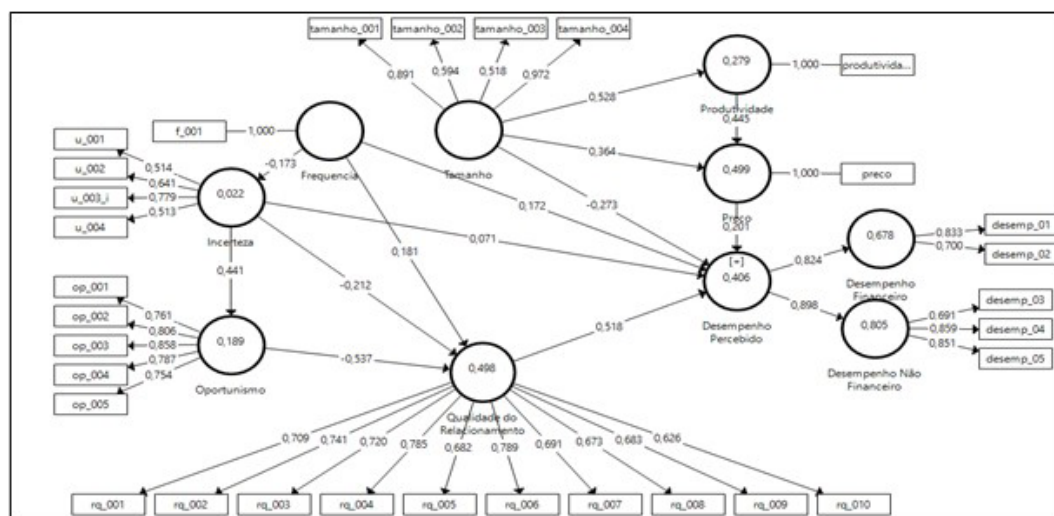 tamanho_001 tamanho_002 tamanho_003 tamanho_004
0,891 0,594 0,518 0,972
0,279
1,000
produtivida...
Produtividade
0,528
0,445
f_001
1,000
Frequencia
Tamanho
0,364
0,499
1,000
preco
Preço
0,201
u_001
u_002
u_003_i
u_004
0,514
0,641
0,779
0,513
-0,173
0,022
Incerteza
0,172
-0,273
0,071
0,181
-0,212
0,441
[+]
0,406
Desempenho
Percebido
0,824
0,678
Desempenho
Financeiro
0,833
0,700
desemp_01
desemp_02
0,898
0,805
Desempenho Não
Financeiro
0,691
0,859
0,851
desemp_03
desemp_04
desemp_05
op_001
op_002
op_003
op_004
op_005
0,761
0,806
0,858
0,787
0,754
0,189
Oportunismo
-0,537
0,518
0,498
Qualidade do
Relacionamento
0,709 0,741 0,720 0,785 0,682 0,789 0,691 0,673 0,683 0,626
rq_001 rq_002 rq_003 rq_004 rq_005 rq_006 rq_007 rq_008 rq_009 rq_010